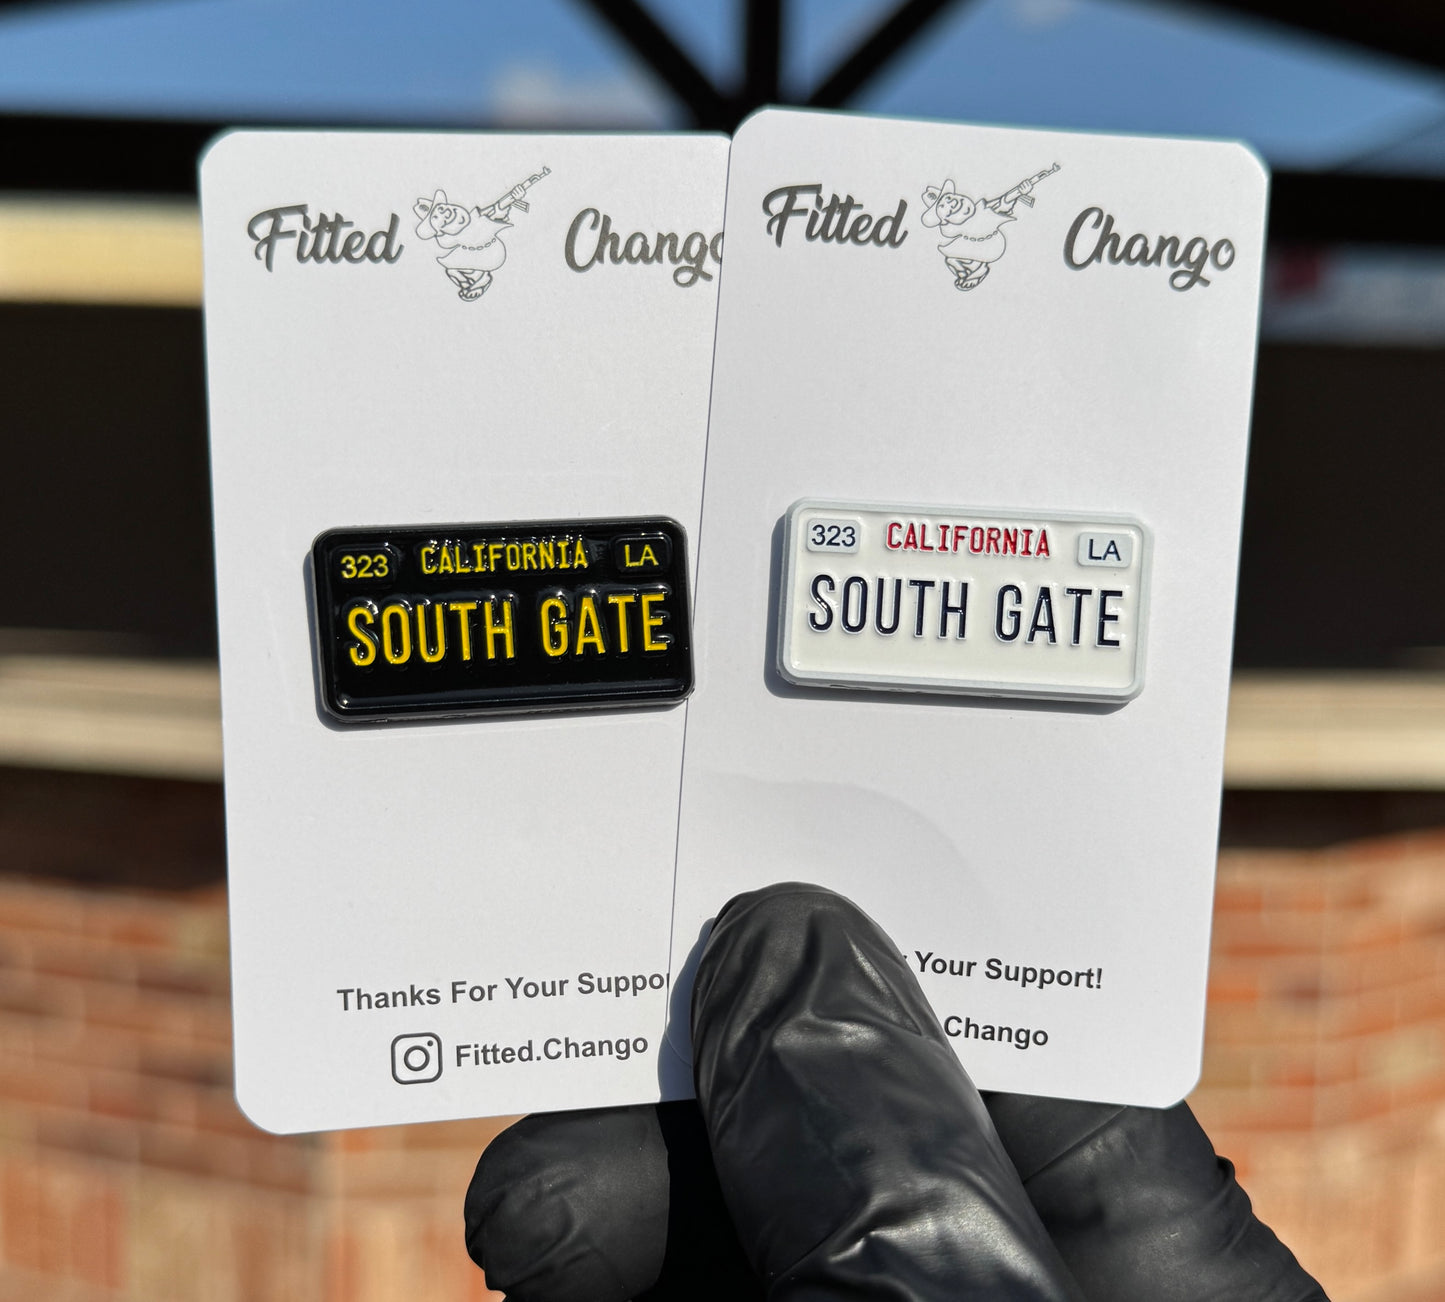 Fitted Chango
323 CALIFORNIA LA
SOUTH GATE
Thanks For Your
Fitted.Chango
Fitted Chango
323 CALIFORNIA LA
SOUTH GATE
Your Support!
Chango